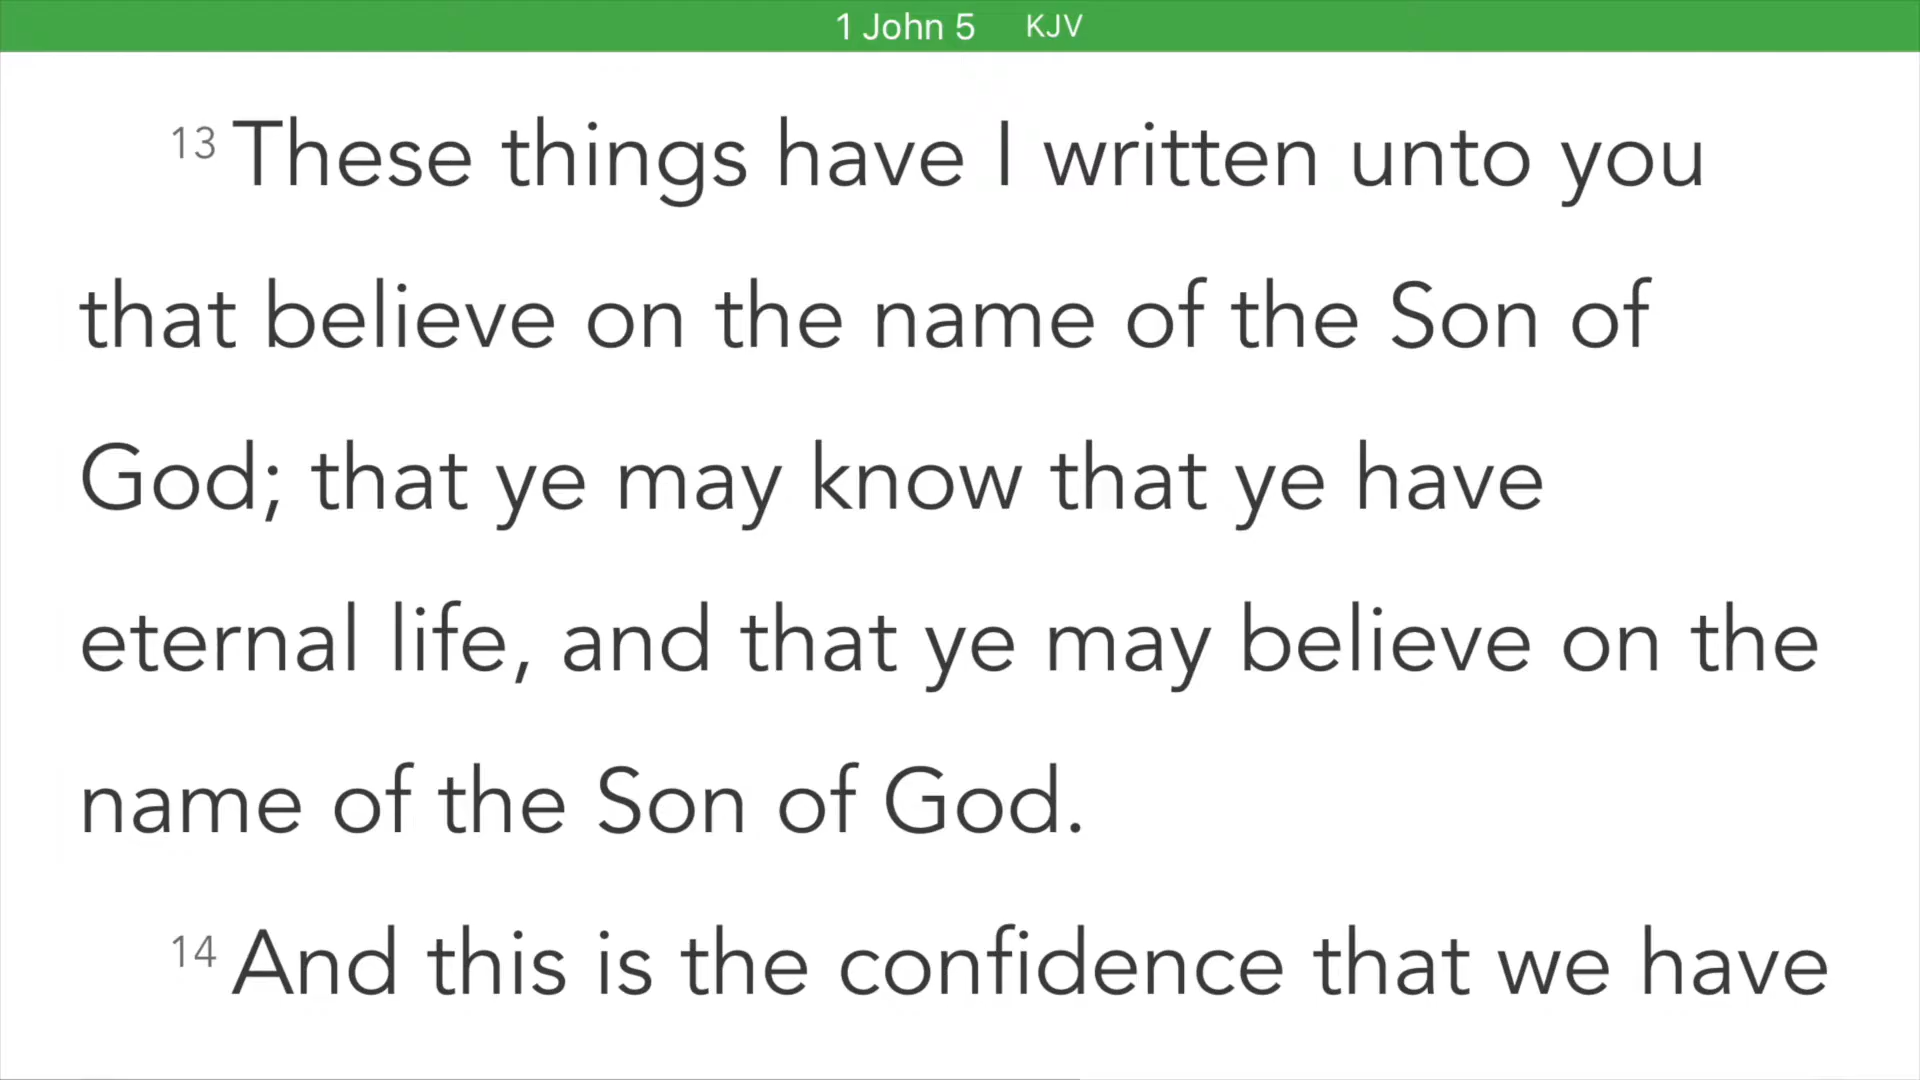 1 John 5 KJV
13 These things have I written unto you
that believe on the name of the Son of
God; that ye may know that ye have
eternal life, and that ye may believe on the
name of the Son of God.
14 And this is the confidence that we have